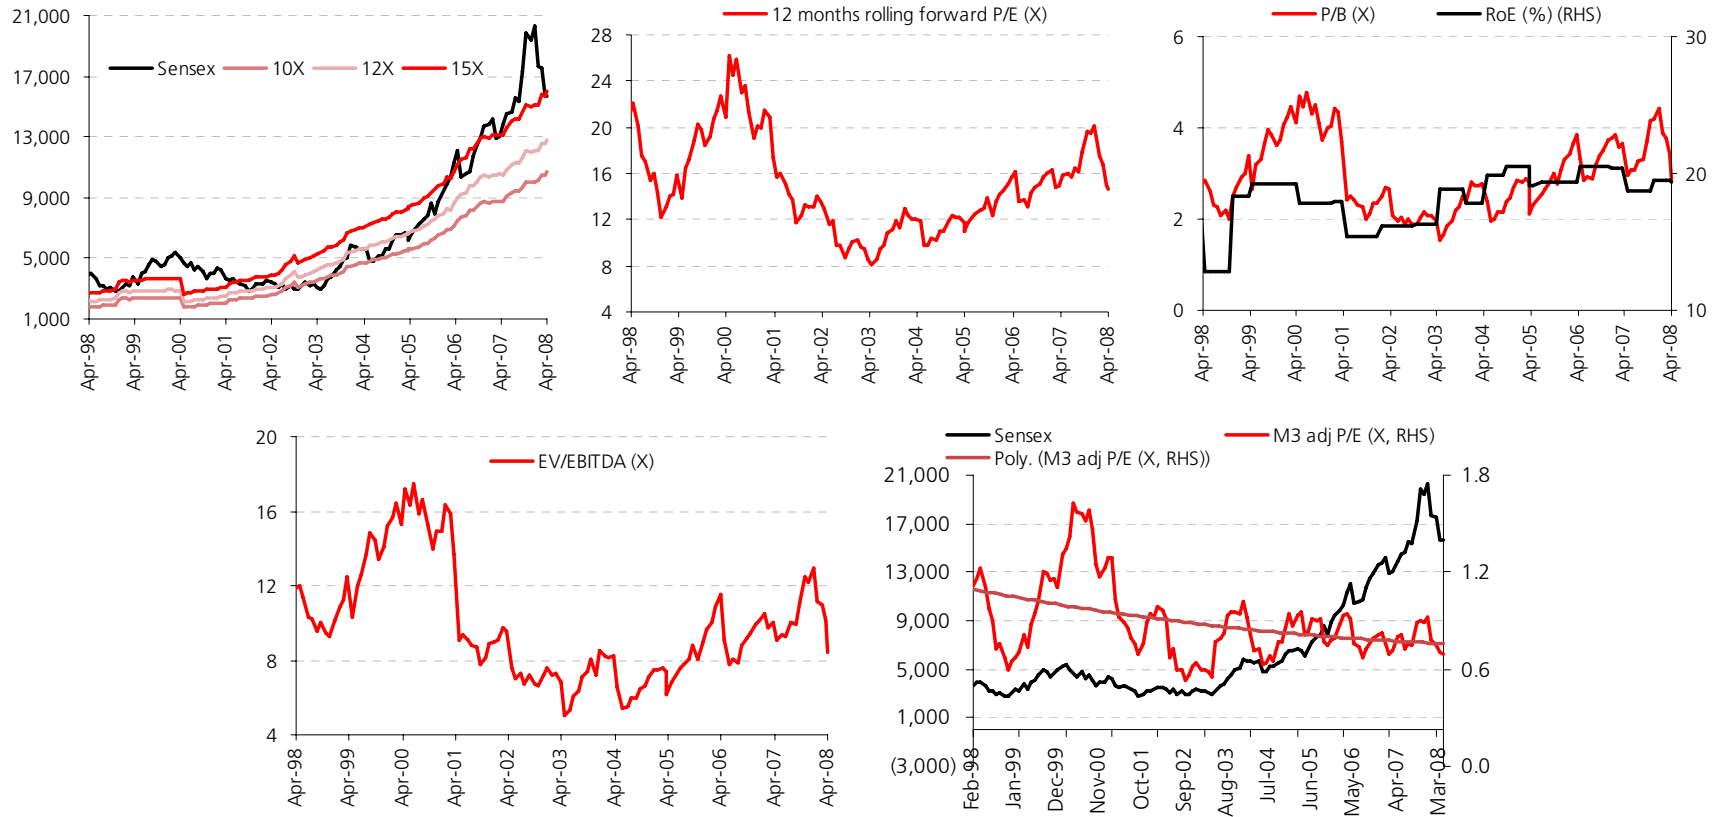 Sensex 10X 12X 15X
21,000
17,000
13,000
9,000
5,000
1,000
Apr-98 Apr-99 Apr-00 Apr-01 Apr-02 Apr-03 Apr-04 Apr-05 Apr-06 Apr-07 Apr-08
12 months rolling forward P/E (X)
28
24
20
16
12
8
4
Apr-98 Apr-99 Apr-00 Apr-01 Apr-02 Apr-03 Apr-04 Apr-05 Apr-06 Apr-07 Apr-08
P/B (X) RoE (%) (RHS)
6 30
4
20
2
0 10
Apr-98 Apr-99 Apr-00 Apr-01 Apr-02 Apr-03 Apr-04 Apr-05 Apr-06 Apr-07 Apr-08
EV/EBITDA (X)
20
16
12
8
4
Apr-98 Apr-99 Apr-00 Apr-01 Apr-02 Apr-03 Apr-04 Apr-05 Apr-06 Apr-07 Apr-08
Sensex M3 adj P/E (X, RHS)
Poly. (M3 adj P/E (X, RHS))
21,000 1.8
17,000
13,000 1.2
9,000
5,000 0.6
1,000
(3,000) 0.0
Feb-98 Jan-99 Dec-99 Nov-00 Oct-01 Sep-02 Aug-03 Jul-04 Jun-05 May-06 Apr-07 Mar-08